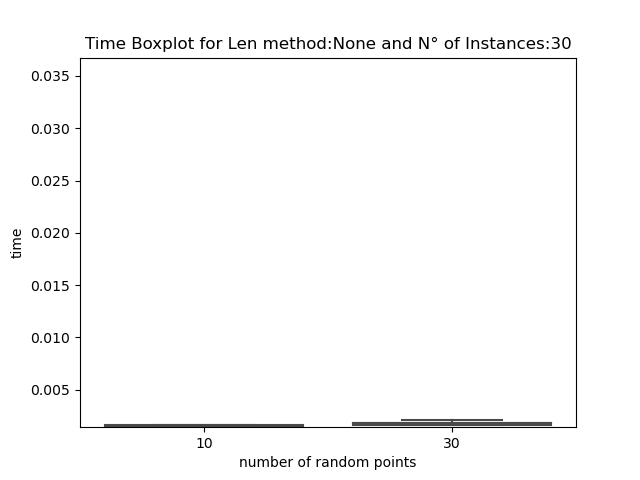 Time Boxplot for Len method:None and N° of Instances:30
0.035
0.030
0.025
0.020
0.015
0.010
0.005
time
10 30
number of random points